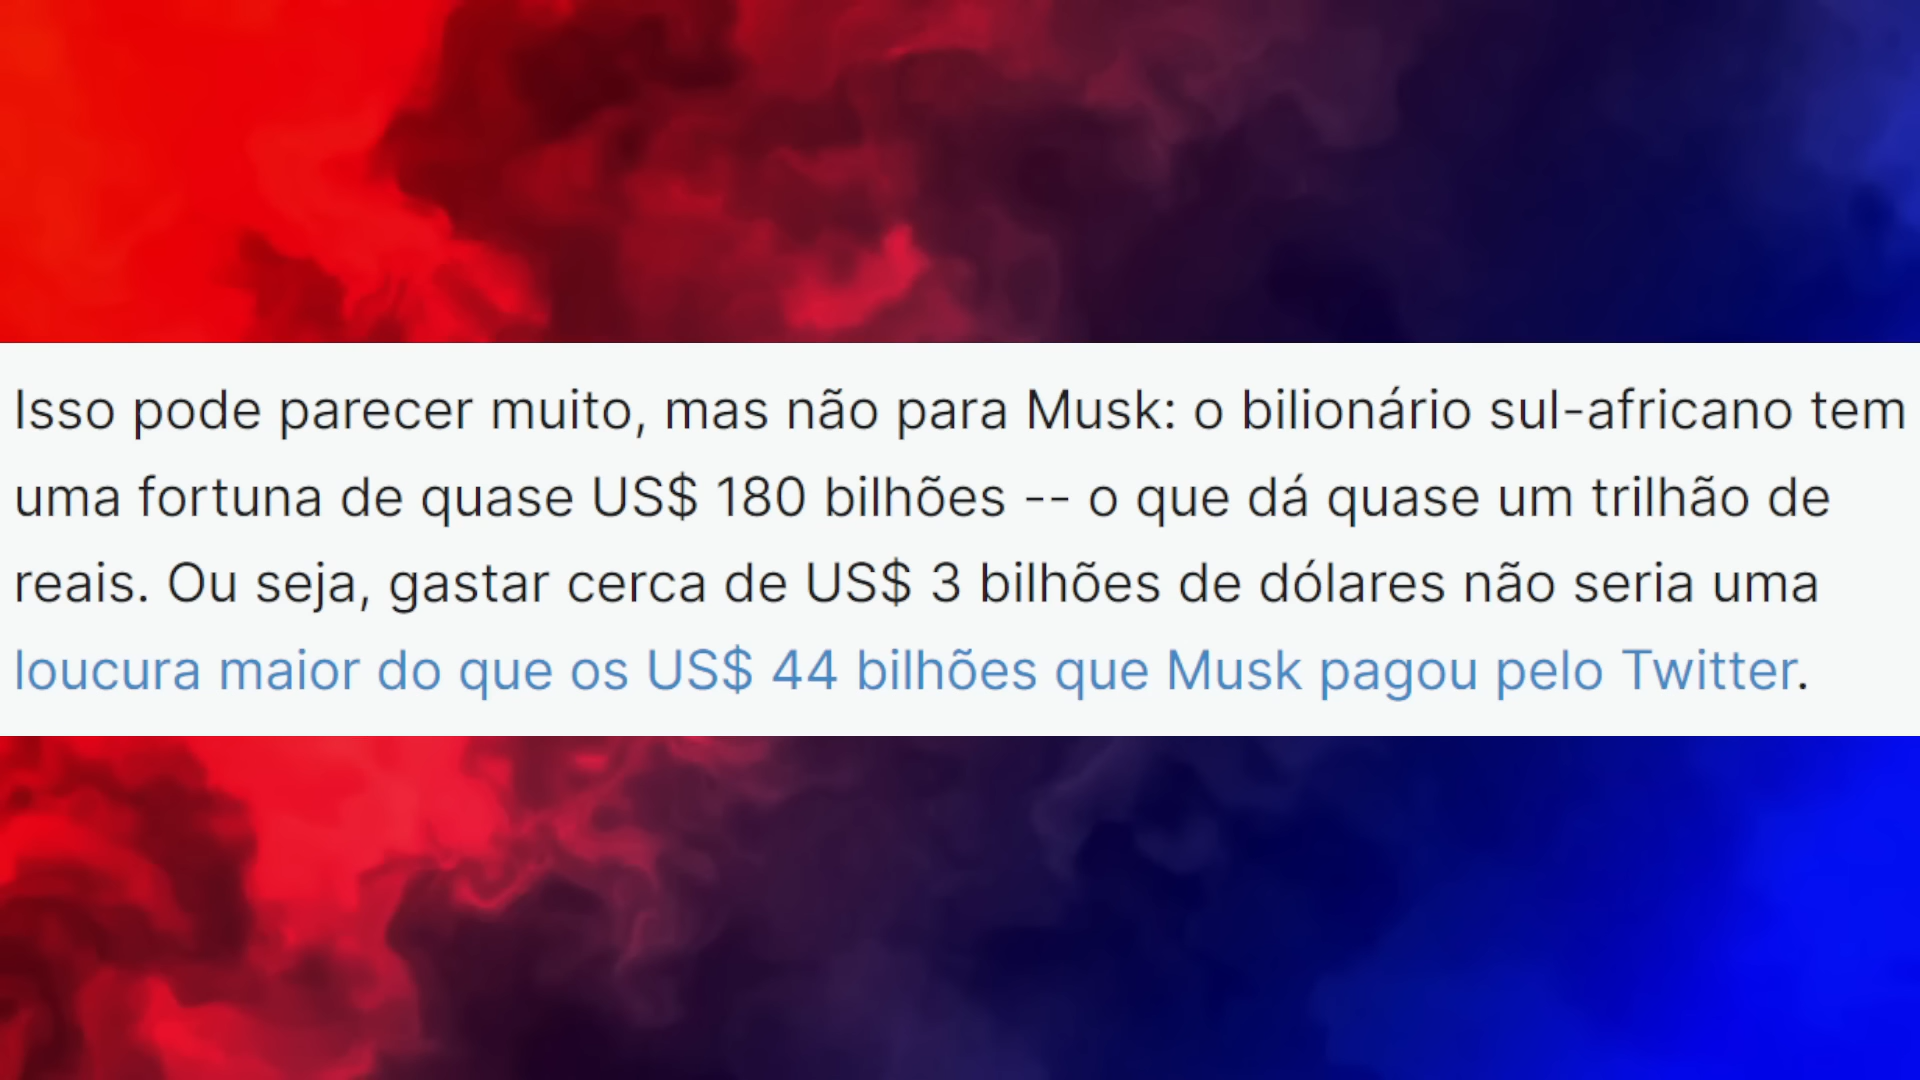 Isso pode parecer muito, mas não para Musk: o bilionário sul-africano tem
uma fortuna de quase US$ 180 bilhões -- o que dá quase um trilhão de
reais. Ou seja, gastar cerca de US$ 3 bilhões de dólares não seria uma
loucura maior do que os US$ 44 bilhões que Musk pagou pelo Twitter.